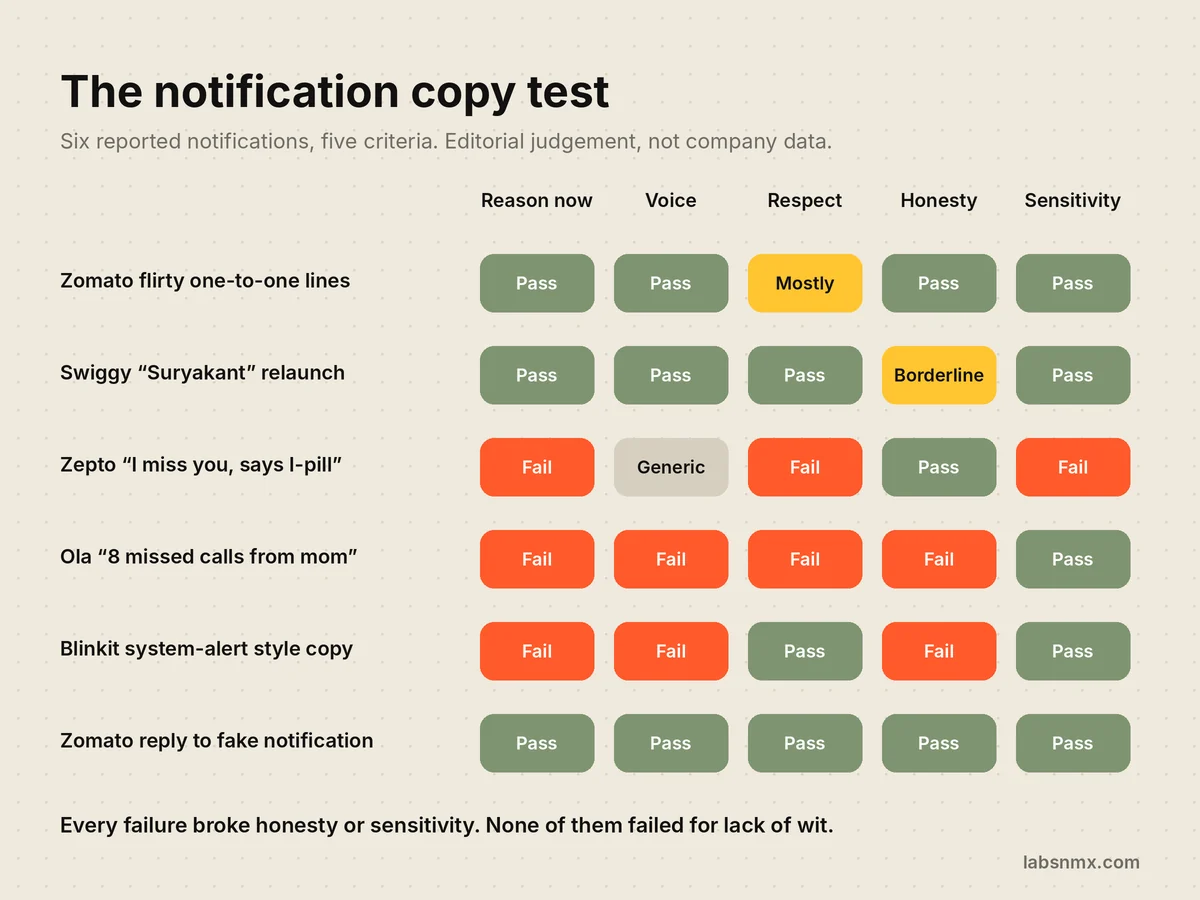 The notification copy test
Six reported notifications, five criteria. Editorial judgement, not company data.
Reason now Voice Respect Honesty Sensitivity
Zomato flirty one-to-one lines Pass Pass Mostly Pass Pass
Swiggy “Suryakant” relaunch Pass Pass Pass Borderline Pass
Zepto “I miss you, says I-pill” Fail Generic Fail Pass Fail
Ola “8 missed calls from mom” Fail Fail Fail Fail Pass
Blinkit system-alert style copy Fail Fail Pass Fail Pass
Zomato reply to fake notification Pass Pass Pass Pass Pass
Every failure broke honesty or sensitivity. None of them failed for lack of wit.
labsnmx.com